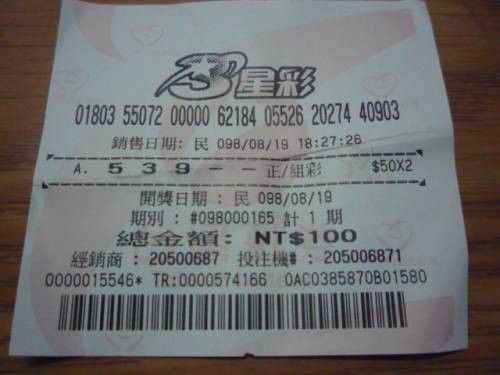 3星彩
01803 55072 00000 62184 05526 20274 40903
銷售日期: 民 098/08/19 18:27:26
A. 5 3 9 - - 正/組彩 $50X2
開獎日期 : 民 098/08/19
期別 : #098000165 計 1 期
總金額: NT$100
經銷商 : 20500687 投注機# : 205006871
0000015546* TR:0000574166 0AC0385870B01580